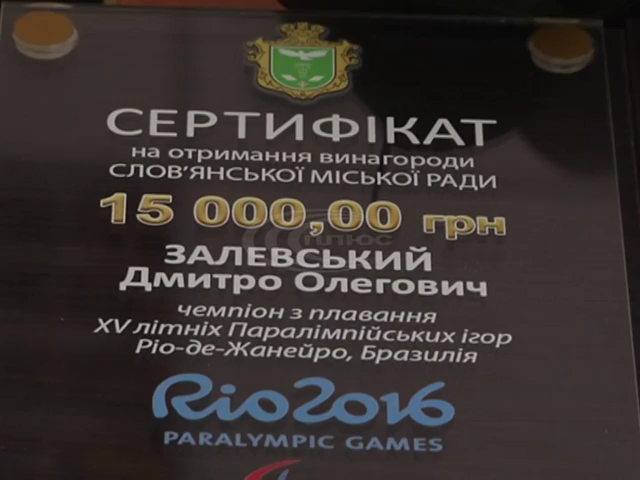 СЕРТИФІКАТ
на отримання винагороди
СЛОВ'ЯНСЬКОЇ МІСЬКОЇ РАДИ
15 000,00 грн
ПЛЮС
ЗАЛЕВСЬКИЙ
Дмитро Олегович
чемпіон з плавання
XV літніх Паралімпійських ігор
Ріо-де-Жанейро, Бразилія
Rio2016
PARALYMPIC GAMES